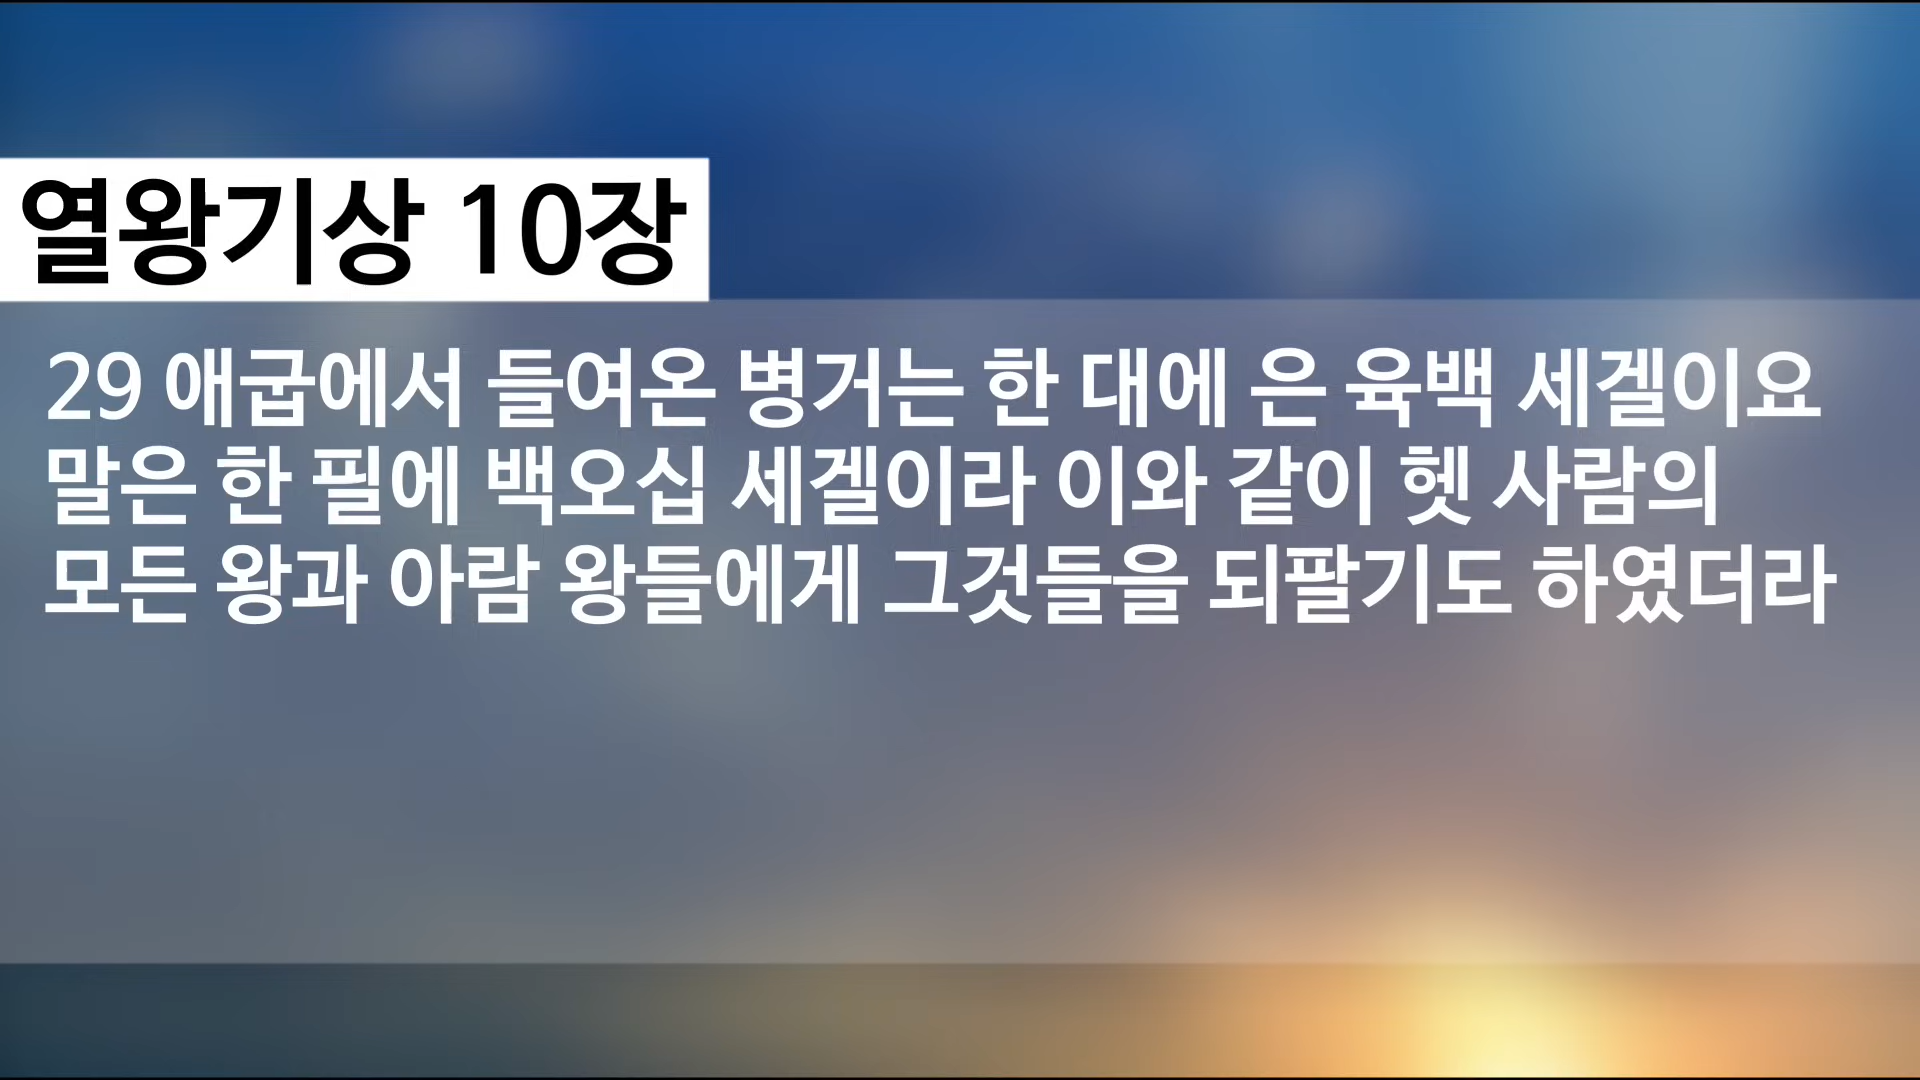 열왕기상 10장
29 애굽에서 들여온 병거는 한 대에 은 육백 세겔이요
말은 한 필에 백오십 세겔이라 이와 같이 헷 사람의
모든 왕과 아람 왕들에게 그것들을 되팔기도 하였더라